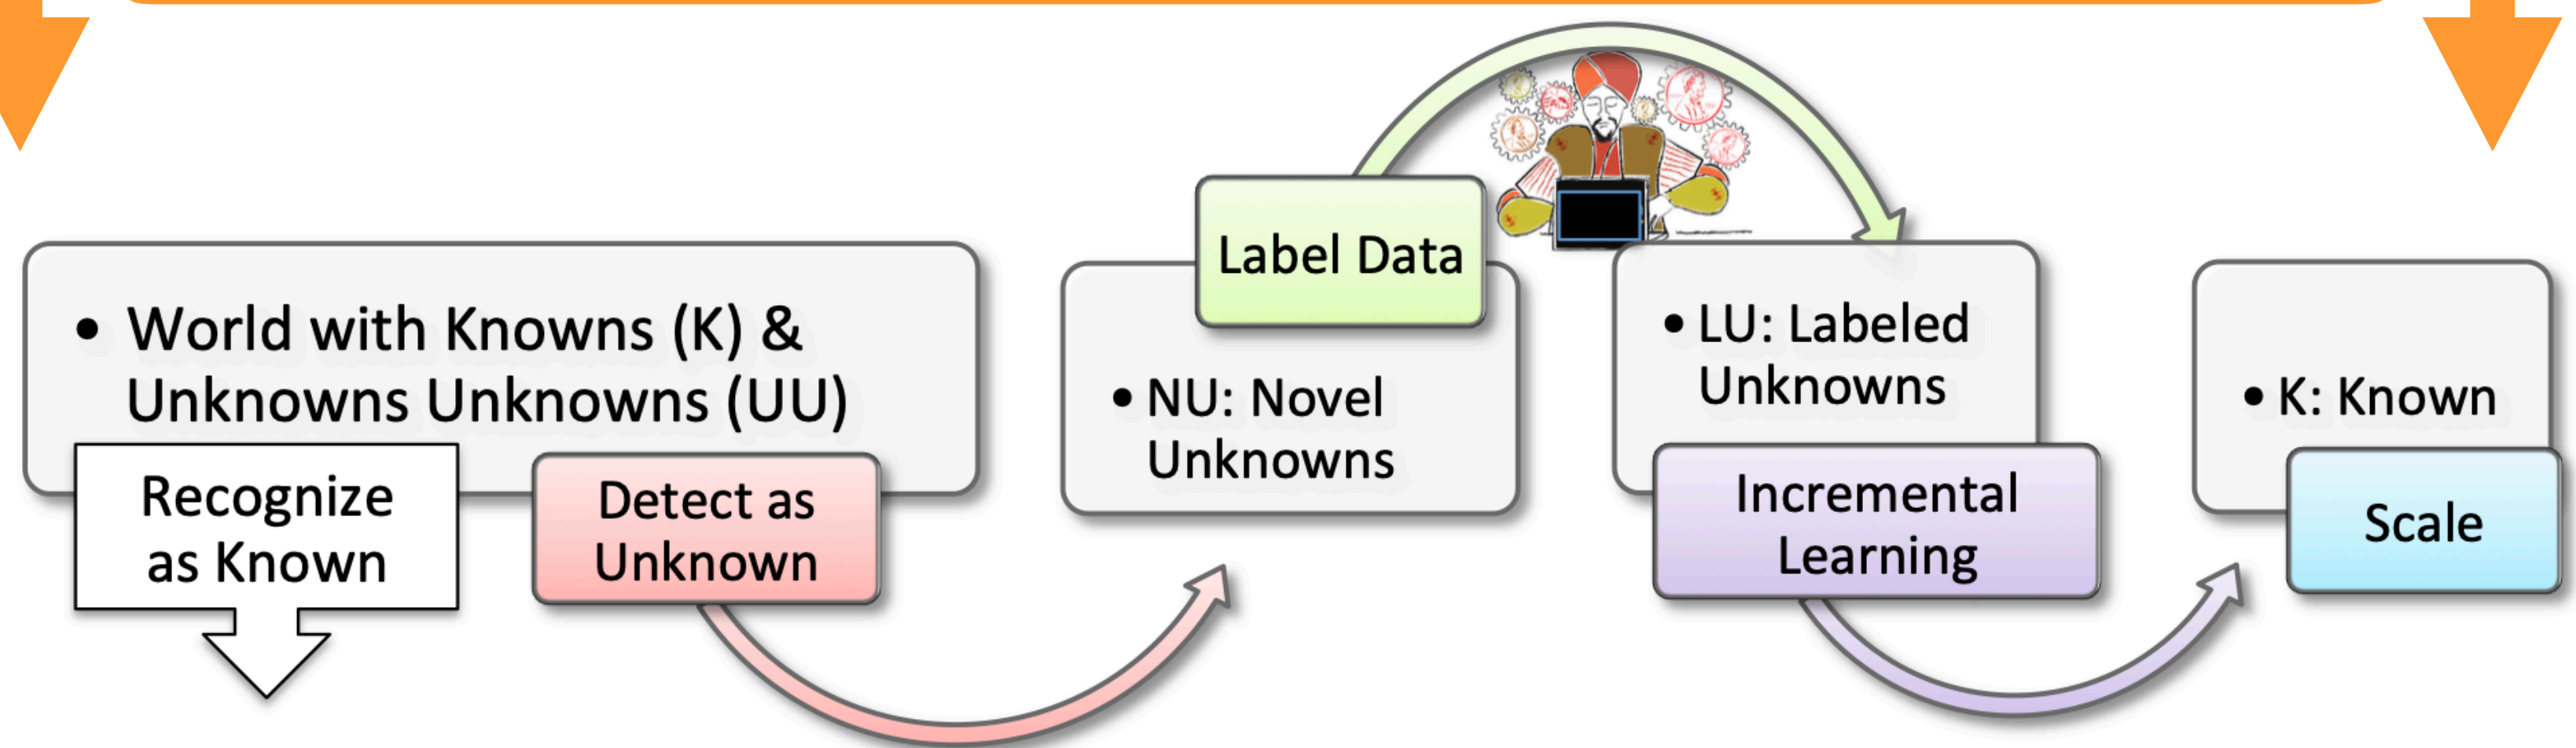 • World with Knowns (K) &
Unknowns Unknowns (UU)
Recognize
as Known
Detect as
Unknown
Label Data
• NU: Novel
Unknowns
• LU: Labeled
Unknowns
Incremental
Learning
• K: Known
Scale